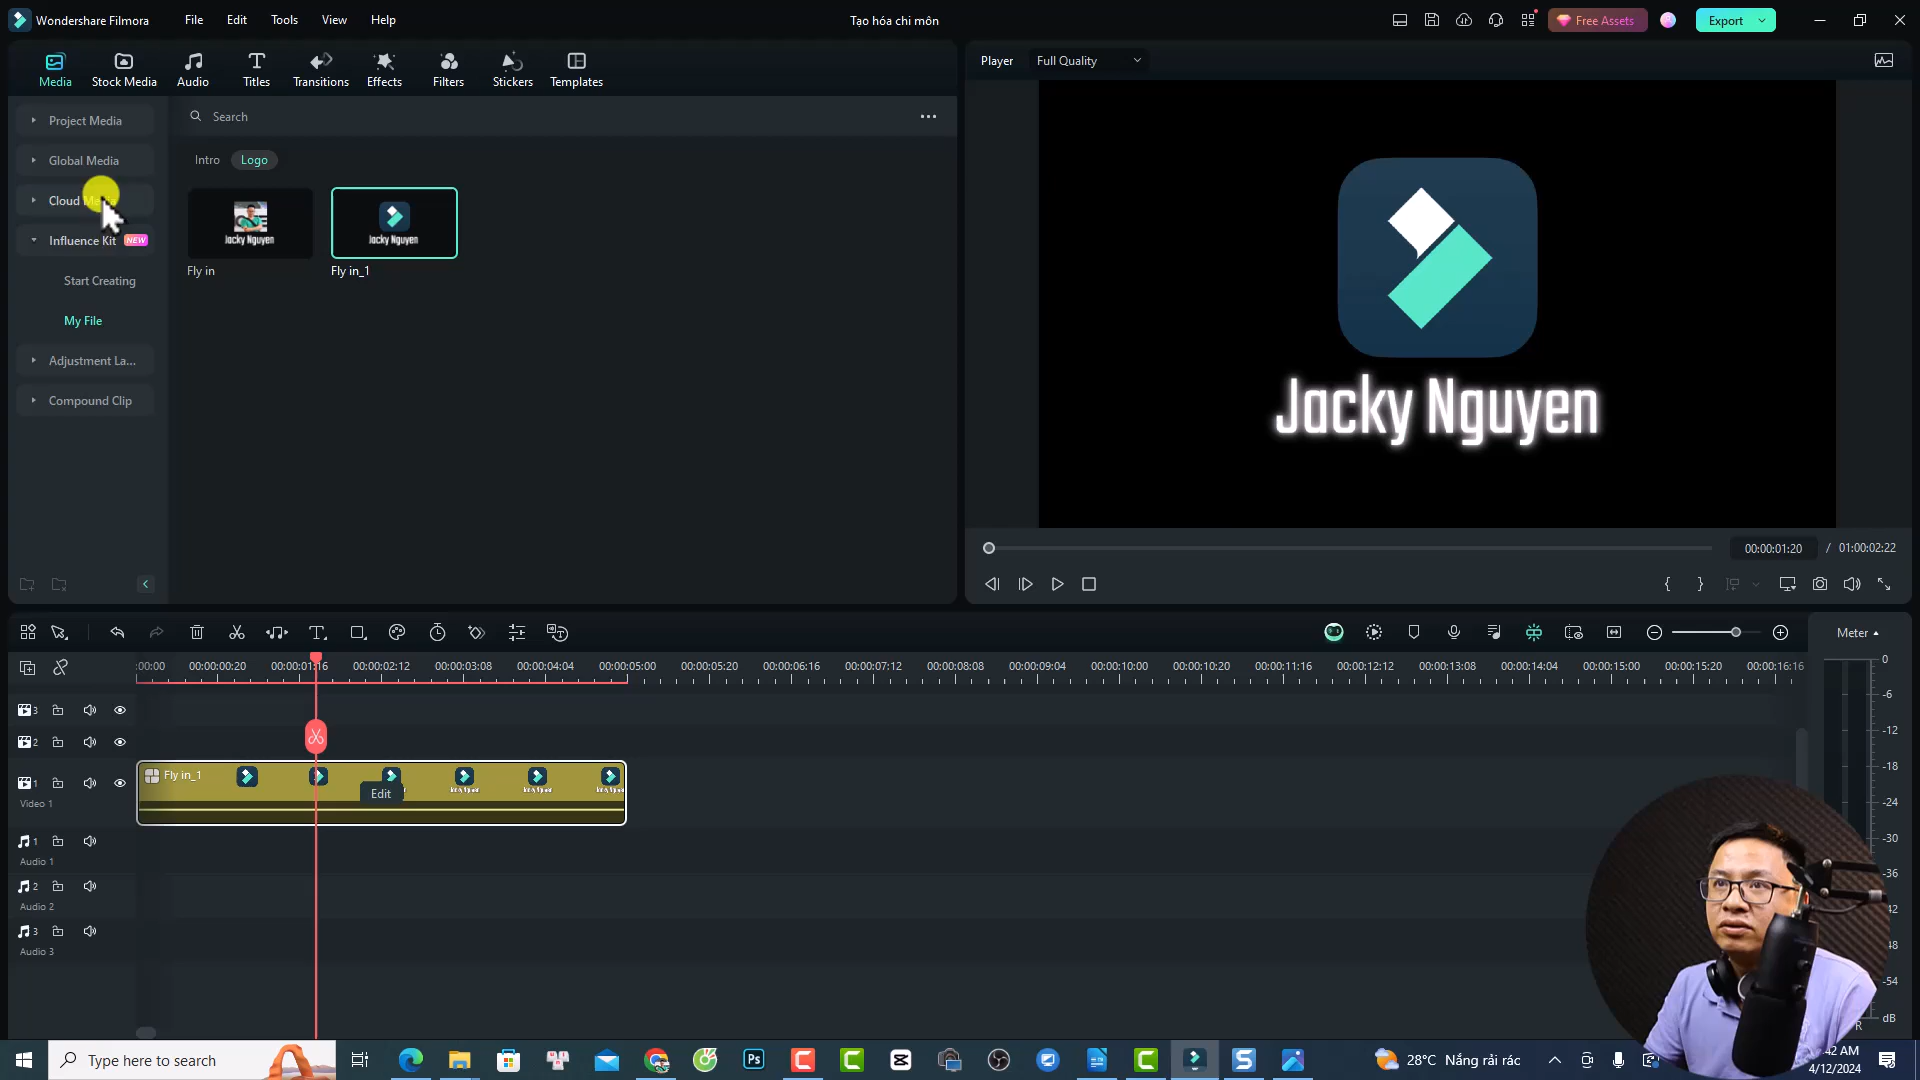 Wondershare Filmora
File
Edit
Tools
View
Help
Tạo hóa chi môn
Free Assets
Export
Media
Stock Media
Audio
Titles
Transitions
Effects
Filters
Stickers
Templates
Player
Full Quality
Project Media
Global Media
Cloud
Influence Kit
NEW
Start Creating
My File
Adjustment La...
Compound Clip
Search
Intro
Logo
Jacky Nguyen
Jacky Nguyen
Fly in
Fly in_1
Jacky Nguyen
00:00:01:20 / 01:00:02:22
Meter
:00:00
00:00:00:20
00:00:01:16
00:00:02:12
00:00:03:08
00:00:04:04
00:00:05:00
00:00:05:20
00:00:06:16
00:00:07:12
00:00:08:08
00:00:09:04
00:00:10:00
00:00:10:20
00:00:11:16
00:00:12:12
00:00:13:08
00:00:14:04
00:00:15:00
00:00:15:20
00:00:16:16
0
-6
-12
-18
-24
-30
-36
-48
-54
dB
R
3
2
1
Video 1
Fly in_1
Edit
1
Audio 1
2
Audio 2
3
Audio 3
Type here to search
Ps
28°C Nắng rải rác
:42 AM
4/12/2024